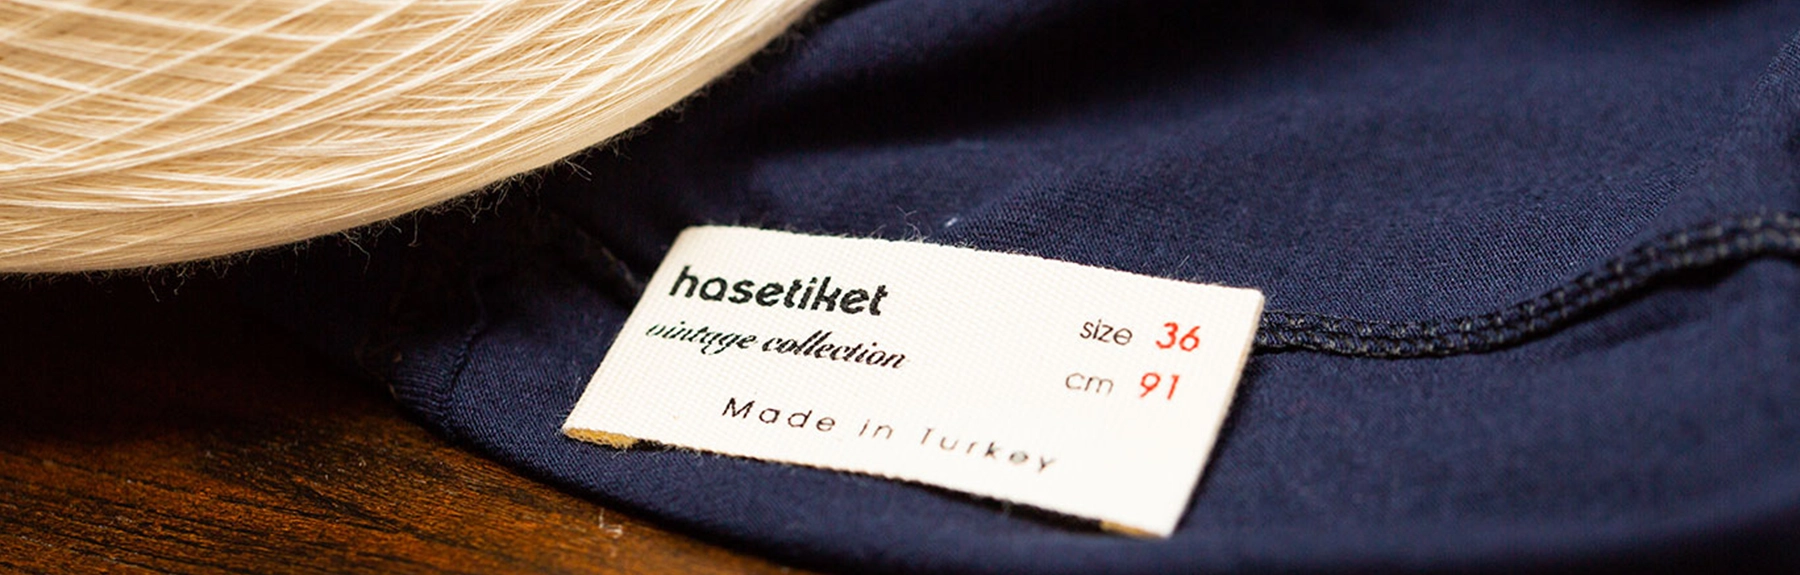 hasetiket
vintage collection
size 36
cm 91
Made in Turkey